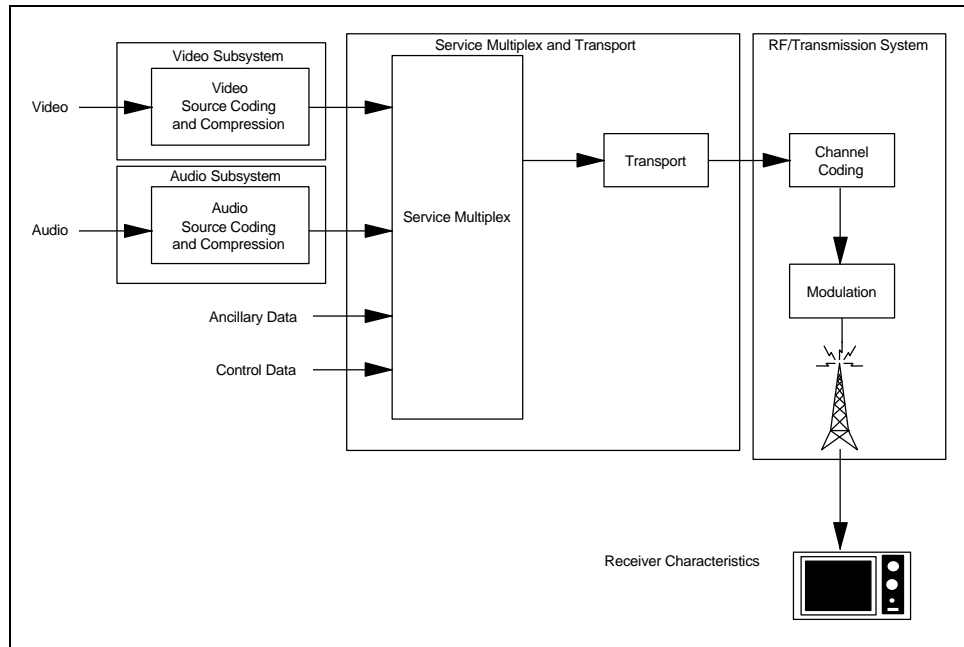 Service Multiplex and Transport
RF/Transmission System
Video Subsystem
Video
Source Coding
and Compression
Video
Audio Subsystem
Audio
Source Coding
and Compression
Audio
Service Multiplex
Transport
Channel
Coding
Modulation
Ancillary Data
Control Data
Receiver Characteristics